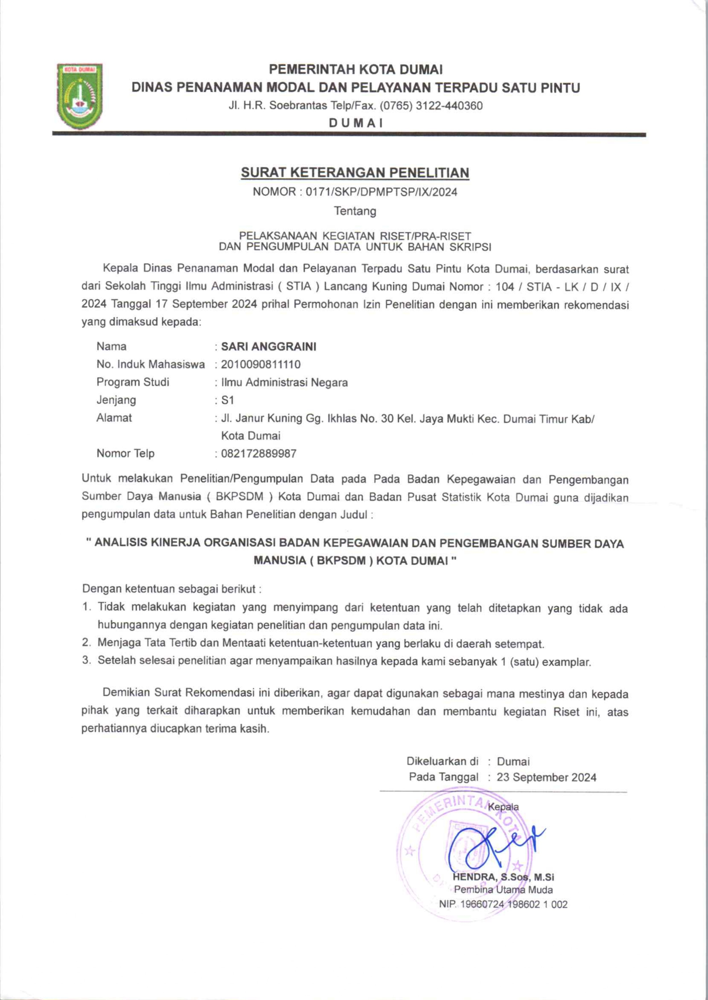 KOTA DUMAI
PEMERINTAH KOTA DUMAI
DINAS PENANAMAN MODAL DAN PELAYANAN TERPADU SATU PINTU
Jl. H.R. Soebrantas Telp/Fax. (0765) 3122-440360
D U M A I
SURAT KETERANGAN PENELITIAN
NOMOR : 0171/SKP/DPMPTSP/IX/2024
Tentang
PELAKSANAAN KEGIATAN RISET/PRA-RISET
DAN PENGUMPULAN DATA UNTUK BAHAN SKRIPSI
Kepala Dinas Penanaman Modal dan Pelayanan Terpadu Satu Pintu Kota Dumai, berdasarkan surat
dari Sekolah Tinggi Ilmu Administrasi ( STIA ) Lancang Kuning Dumai Nomor : 104 / STIA - LK / D / IX /
2024 Tanggal 17 September 2024 prihal Permohonan Izin Penelitian dengan ini memberikan rekomendasi
yang dimaksud kepada:
Nama : SARI ANGGRAINI
No. Induk Mahasiswa : 2010090811110
Program Studi : Ilmu Administrasi Negara
Jenjang : S1
Alamat : Jl. Janur Kuning Gg. Ikhlas No. 30 Kel. Jaya Mukti Kec. Dumai Timur Kab/
Kota Dumai
Nomor Telp : 082172889987
Untuk melakukan Penelitian/Pengumpulan Data pada Pada Badan Kepegawaian dan Pengembangan
Sumber Daya Manusia ( BKPSDM ) Kota Dumai dan Badan Pusat Statistik Kota Dumai guna dijadikan
pengumpulan data untuk Bahan Penelitian dengan Judul :
" ANALISIS KINERJA ORGANISASI BADAN KEPEGAWAIAN DAN PENGEMBANGAN SUMBER DAYA
MANUSIA ( BKPSDM ) KOTA DUMAI "
Dengan ketentuan sebagai berikut :
1. Tidak melakukan kegiatan yang menyimpang dari ketentuan yang telah ditetapkan yang tidak ada
hubungannya dengan kegiatan penelitian dan pengumpulan data ini.
2. Menjaga Tata Tertib dan Mentaati ketentuan-ketentuan yang berlaku di daerah setempat.
3. Setelah selesai penelitian agar menyampaikan hasilnya kepada kami sebanyak 1 (satu) examplar.
Demikian Surat Rekomendasi ini diberikan, agar dapat digunakan sebagai mana mestinya dan kepada
pihak yang terkait diharapkan untuk memberikan kemudahan dan membantu kegiatan Riset ini, atas
perhatiannya diucapkan terima kasih.
Dikeluarkan di : Dumai
Pada Tanggal : 23 September 2024
Kepala
PEMERINTAH KOTA
HENDRA, S.Sos, M.Si
Pembina Utama Muda
NIP. 19660724 198602 1 002